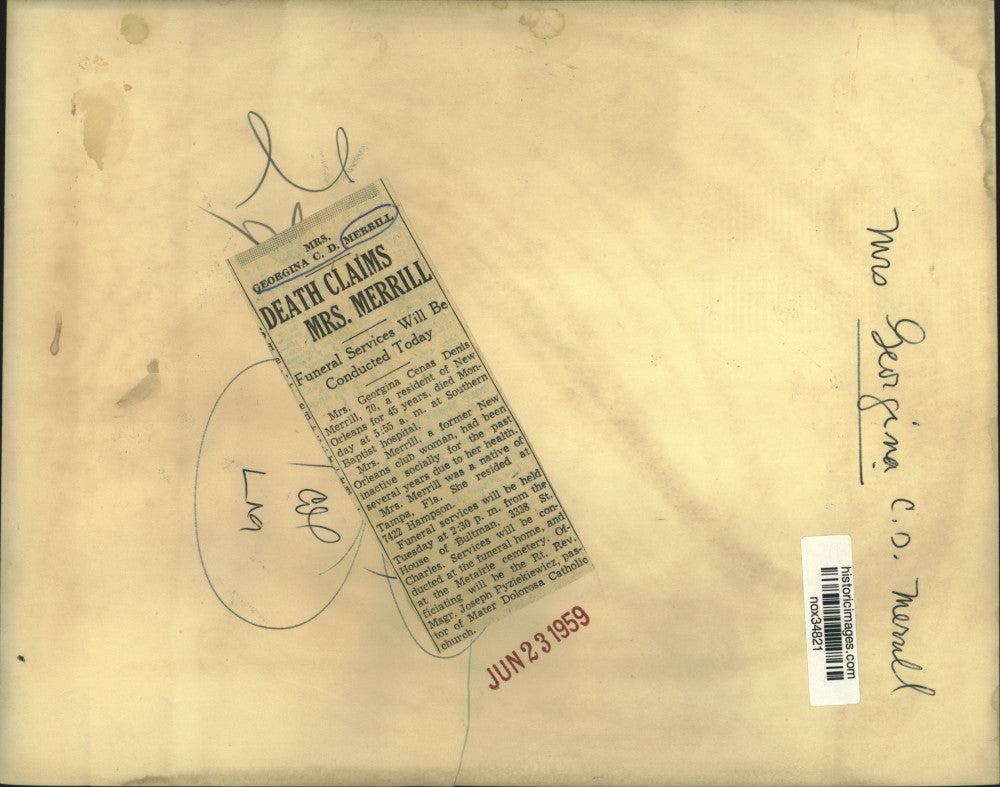 MRS.
GEORGINA C. D. MERRILL
DEATH CLAIMS
MRS. MERRILL
Funeral Services Will Be
Conducted Today
Mrs. Georgina Cenas Denis
Merrill, 70, a resident of New
Orleans for 45 years, died Mon-
day at 5:55 a. m. at Southern
Baptist hospital.
Mrs. Merrill, a former New
Orleans club woman, had been
inactive socially for the past
several years due to her health.
Mrs. Merrill was a native of
Tampa, Fla. She resided at
7422 Hampson.
Funeral services will be held
Tuesday at 2:30 p. m. from the
House of Bultman, 3338 St.
Charles. Services will be con-
ducted at the funeral home, and
at the Metairie cemetery. Of-
ficiating will be the Rt. Rev.
Msgr. Joseph Pyziekiewicz, pas-
tor of Mater Dolorosa Catholic
church.
JUN 23 1959
Mrs Georgina C. D. Merrill
historicimages.com
nox34821